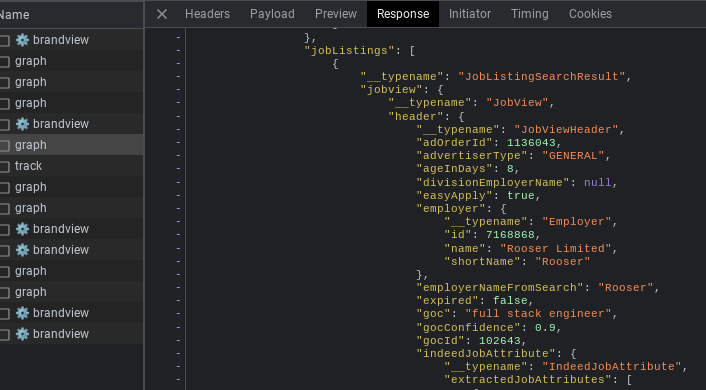 Name
Headers Payload Preview Response Initiator Timing Cookies
brandview
graph
graph
graph
brandview
graph
track
graph
graph
brandview
brandview
graph
graph
brandview
brandview
},
"jobListings": [
{
"__typename": "JobListingSearchResult",
"jobview": {
"__typename": "JobView",
"header": {
"__typename": "JobViewHeader",
"adOrderId": 1136043,
"advertiserType": "GENERAL",
"ageInDays": 8,
"divisionEmployerName": null,
"easyApply": true,
"employer": {
"__typename": "Employer",
"id": 7168868,
"name": "Rooser Limited",
"shortName": "Rooser"
},
"employerNameFromSearch": "Rooser",
"expired": false,
"goc": "full stack engineer",
"gocConfidence": 0.9,
"gocId": 102643,
"indeedJobAttribute": {
"__typename": "IndeedJobAttribute",
"extractedJobAttributes": [